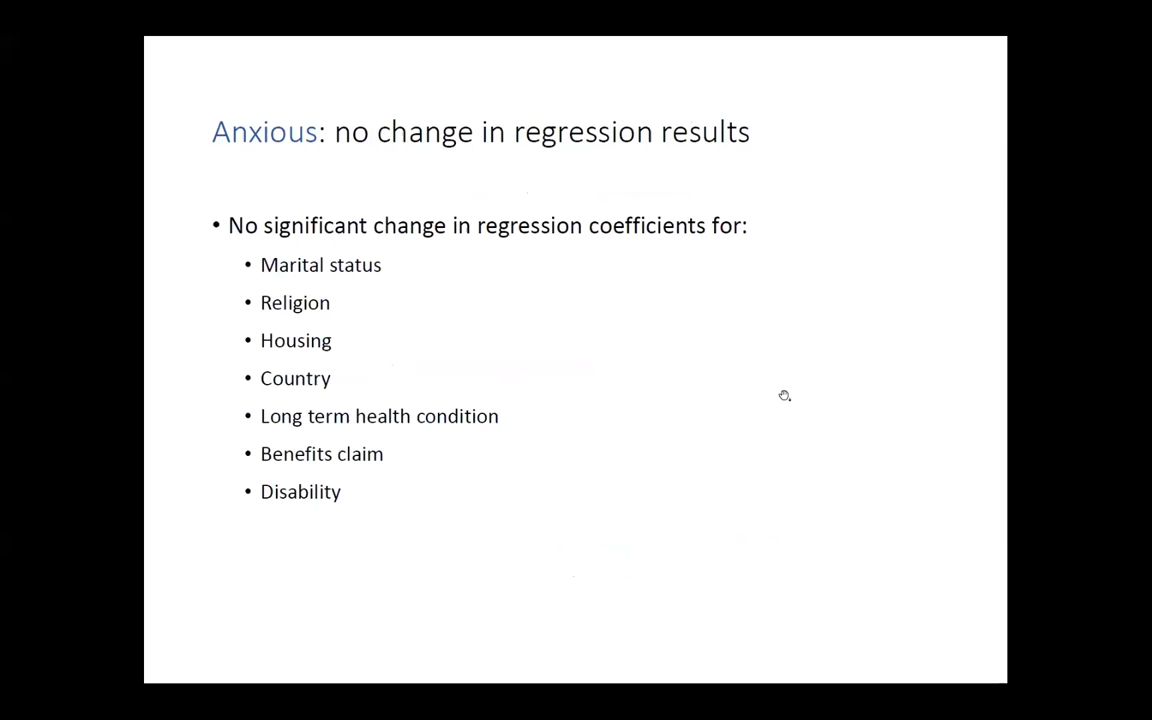 Anxious: no change in regression results
• No significant change in regression coefficients for:
• Marital status
• Religion
• Housing
• Country
• Long term health condition
• Benefits claim
• Disability